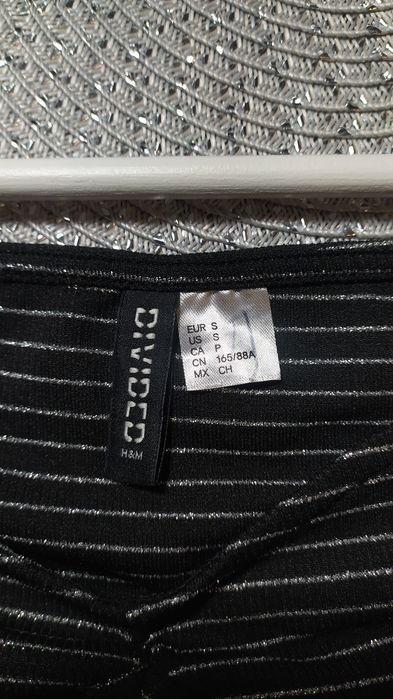 DIVIDED
H&M
EUR S
US S
CA P
CN 165/88A
MX CH